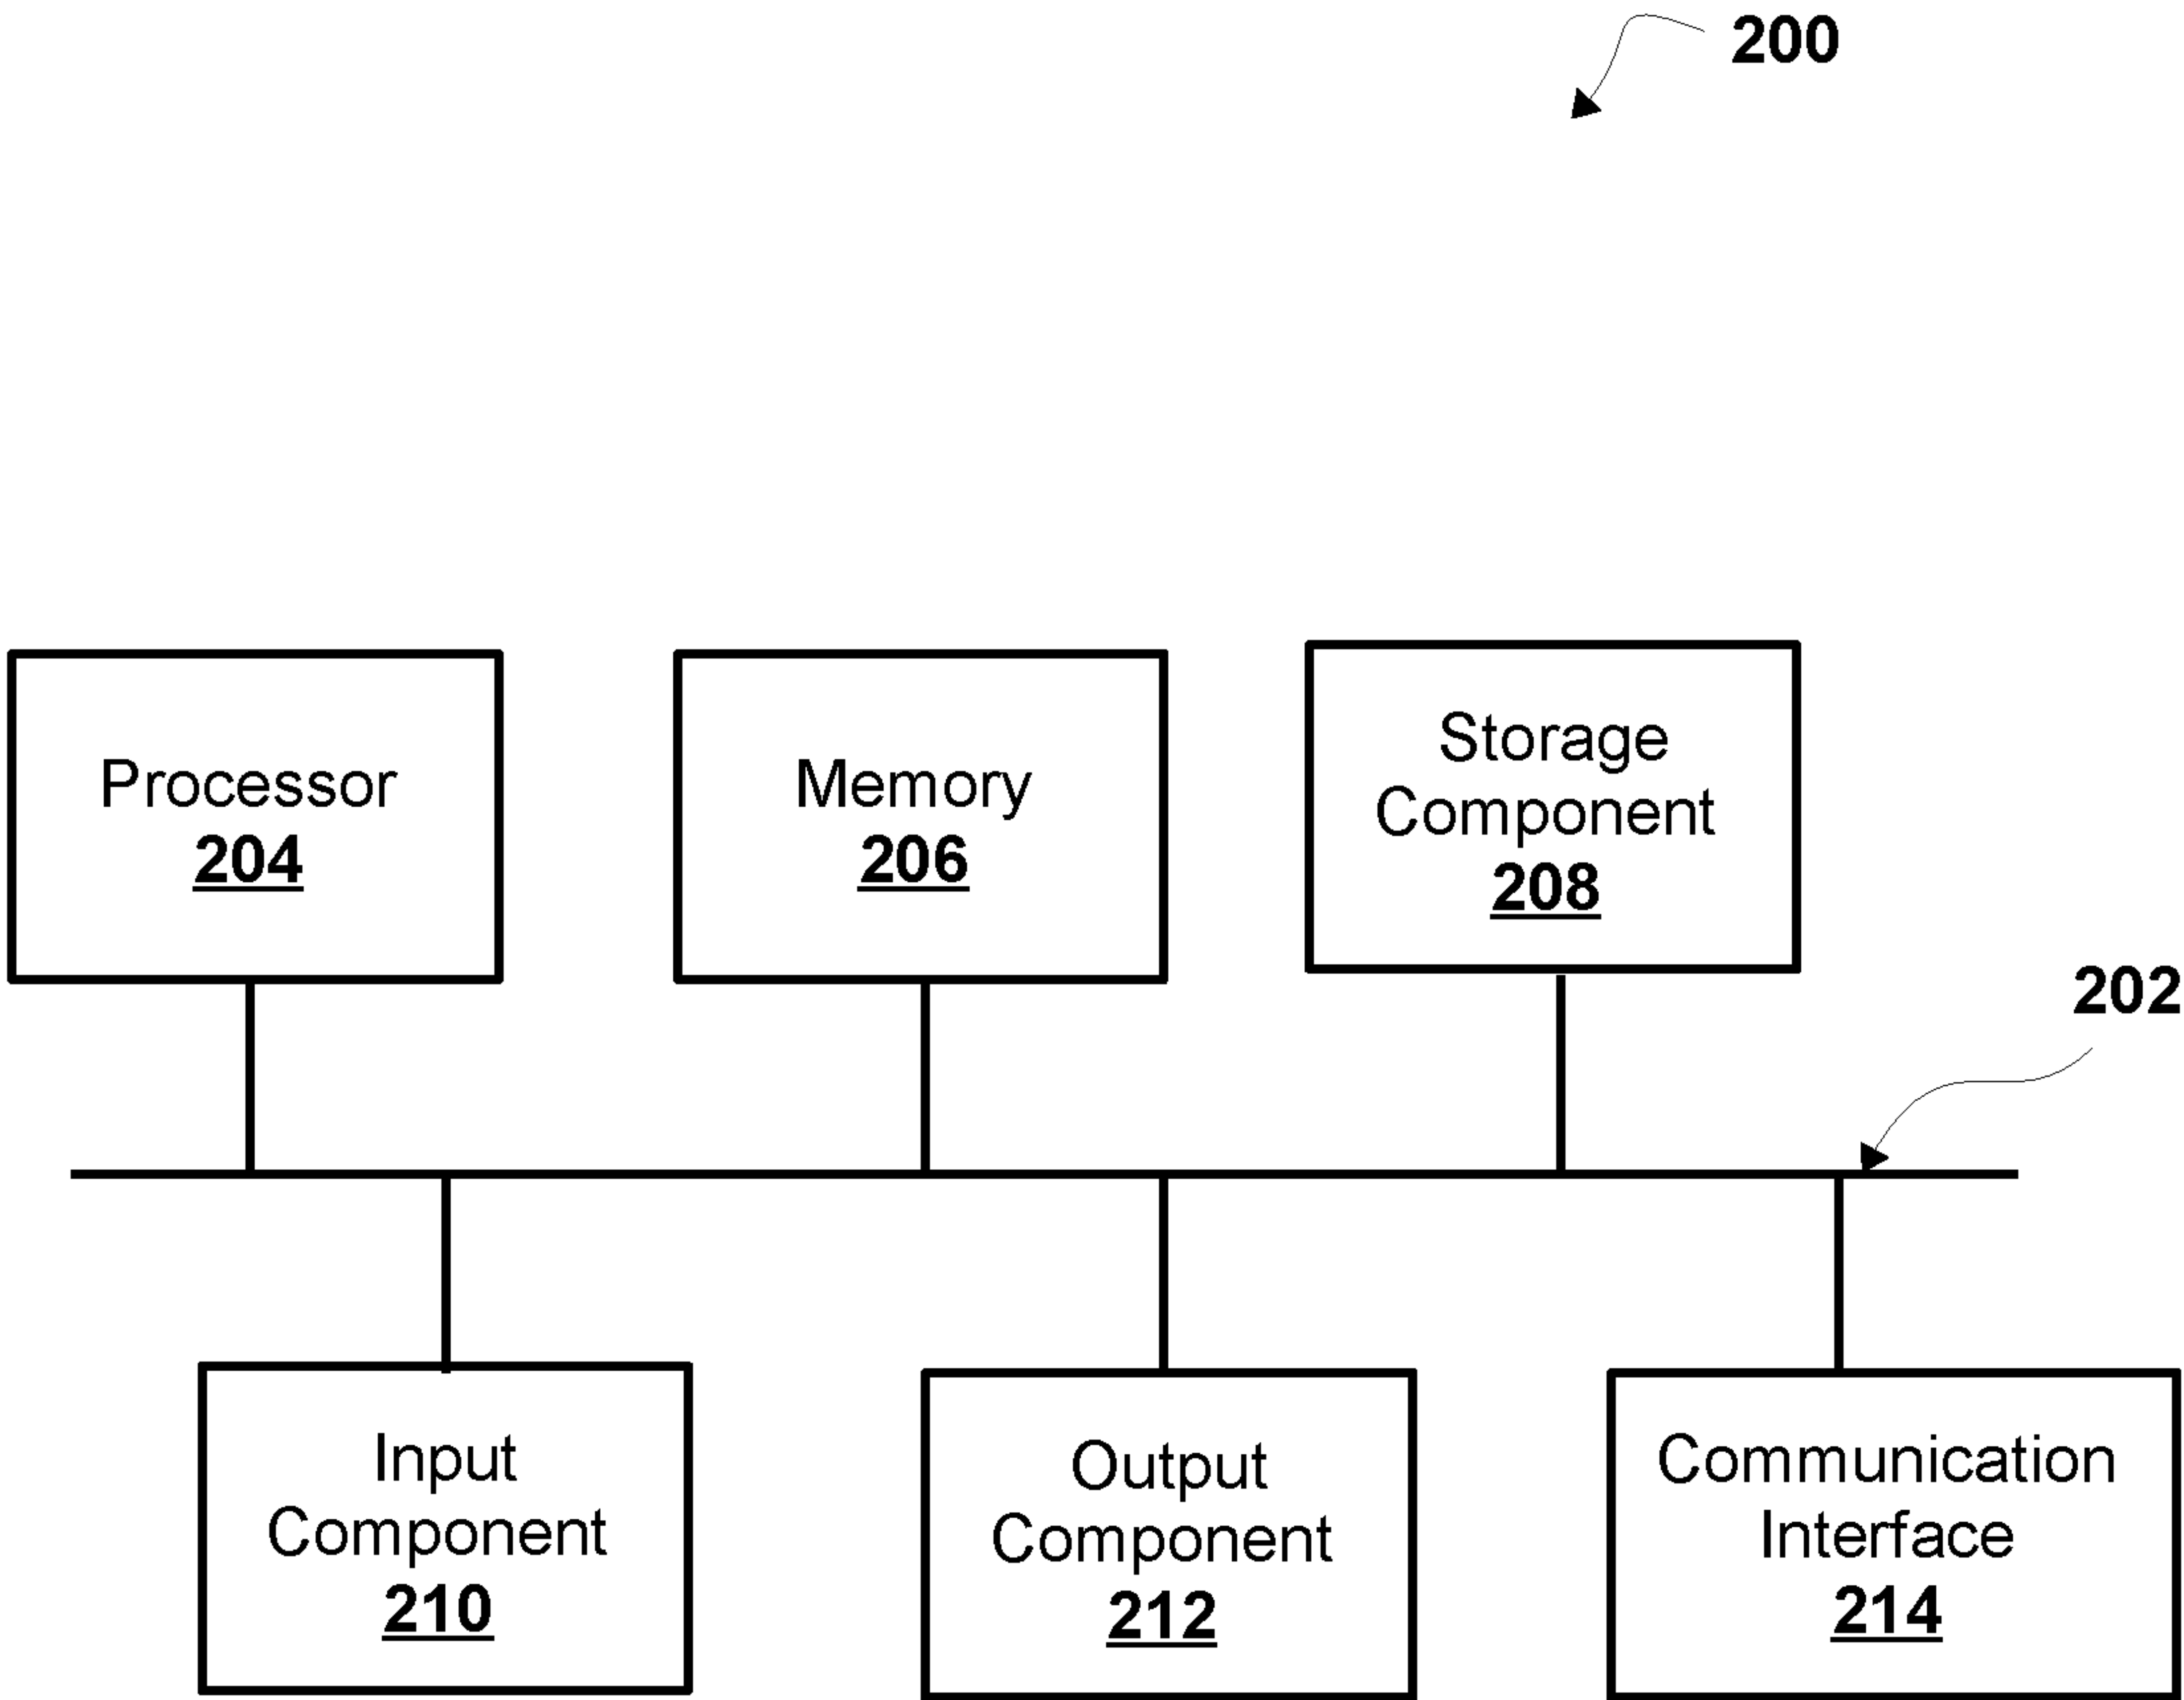 200
Processor
204
Memory
206
Storage
Component
208
202
Input
Component
210
Output
Component
212
Communication
Interface
214